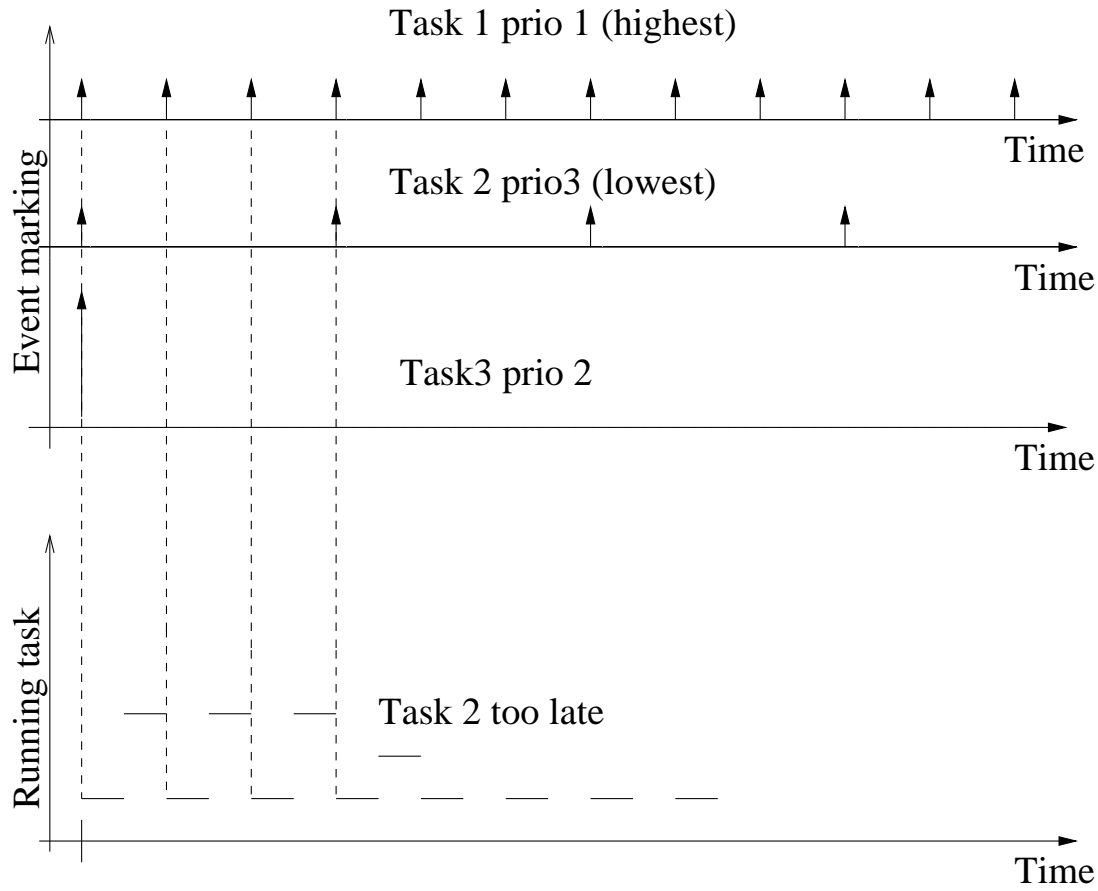 Task 1 prio 1 (highest)
Time
Task 2 prio3 (lowest)
Time
Event marking
Task3 prio 2
Time
Running task
Task 2 too late
Time